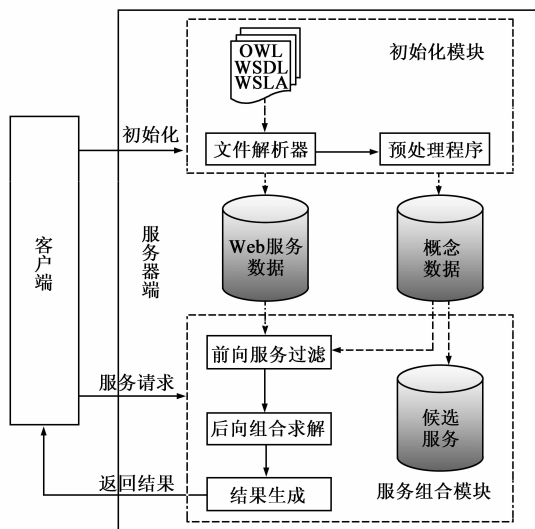 OWL
WSDL
WSLA
初始化模块
初始化
文件解析器
预处理程序
客户端
服务器端
Web服务
数据
概念
数据
前向服务过滤
服务请求
后向组合求解
候选
服务
返回结果
结果生成
服务组合模块